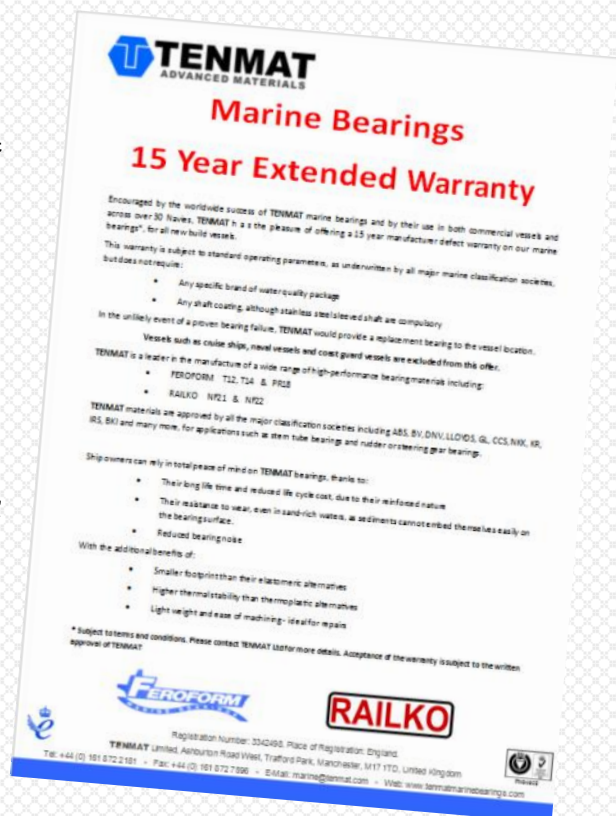 TENMAT
ADVANCED MATERIALS
Marine Bearings
15 Year Extended Warranty
Encouraged by the worldwide success of TENMAT marine bearings and by their use in both commercial vessels and
across over 30 Navies, TENMAT h a s the pleasure of offering a 15 year manufacturer defect warranty on our marine
bearings*, for all new build vessels.
This warranty is subject to standard operating parameters, as underwritten by all major marine classification societies,
but does not require:
• Any specific brand of water quality package
• Any shaft coating, although stainless steel sleeved shaft are compulsory
In the unlikely event of a proven bearing failure, TENMAT would provide a replacement bearing to the vessel location.
Vessels such as cruise ships, naval vessels and coast guard vessels are excluded from this offer.
TENMAT is a leader in the manufacture of a wide range of high-performance bearing materials including:
• FEROFORM T12, T14 & PR18
• RAILKO NF21 & NF22
TENMAT materials are approved by all the major classification societies including ABS, BV, DNV, LLOYDS, GL, CCS, NKK, KR,
IRS, BKI and many more, for applications such as stern tube bearings and rudder or steering gear bearings.
Ship owners can rely in total peace of mind on TENMAT bearings, thanks to:
• Their long life time and reduced life cycle cost, due to their reinforced nature
• Their resistance to wear, even in sand-rich waters, as sediments cannot embed themselves easily on
the bearing surface.
• Reduced bearing noise
With the additional benefits of:
• Smaller footprint than their elastomeric alternatives
• Higher thermal stability than thermoplastic alternatives
• Light weight and ease of machining - ideal for repairs
* Subject to terms and conditions. Please contact TENMAT Ltd for more details. Acceptance of the warranty is subject to the written
approval of TENMAT
FEROFORM
RAILKO
Registration Number: 3342498. Place of Registration: England.
TENMAT Limited, Ashburton Road West, Trafford Park, Manchester, M17 1TD, United Kingdom
Tel: +44 (0) 161 872 2181 - Fax: +44 (0) 161 872 7596 - E-Mail: marine@tenmat.com - Web: www.tenmatmarinebearings.com